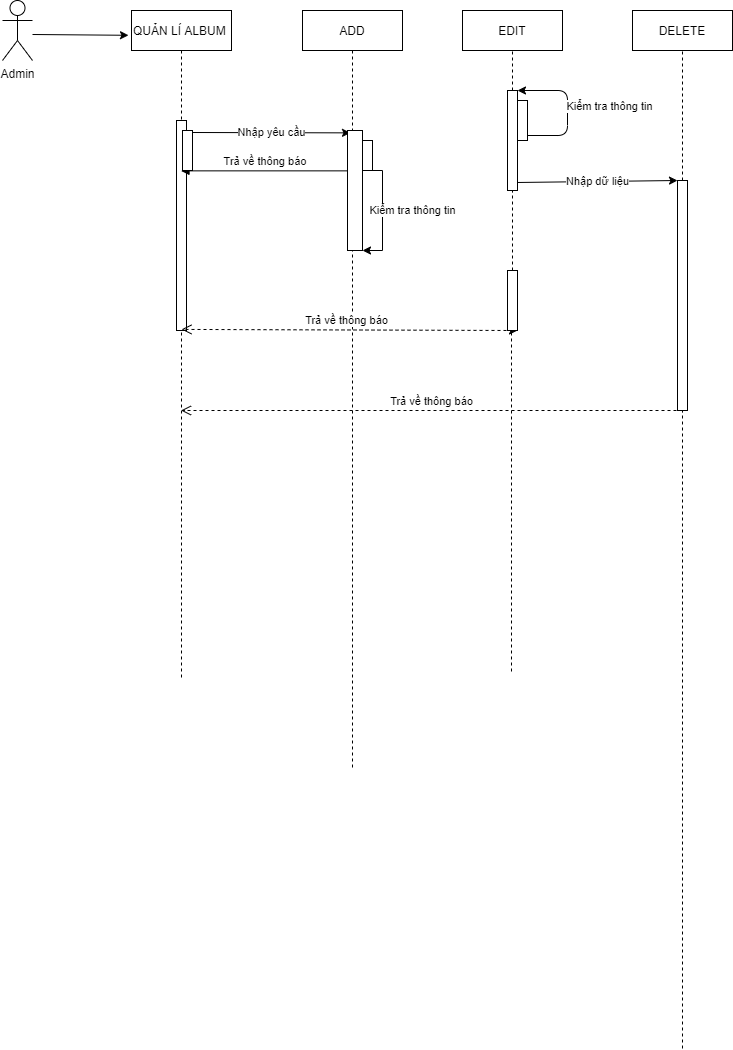 Admin
QUẢN LÍ ALBUM
ADD
EDIT
DELETE
Kiểm tra thông tin
Nhập yêu cầu
Trả về thông báo
Nhập dữ liệu
Kiểm tra thông tin
Trả về thông báo
Trả về thông báo